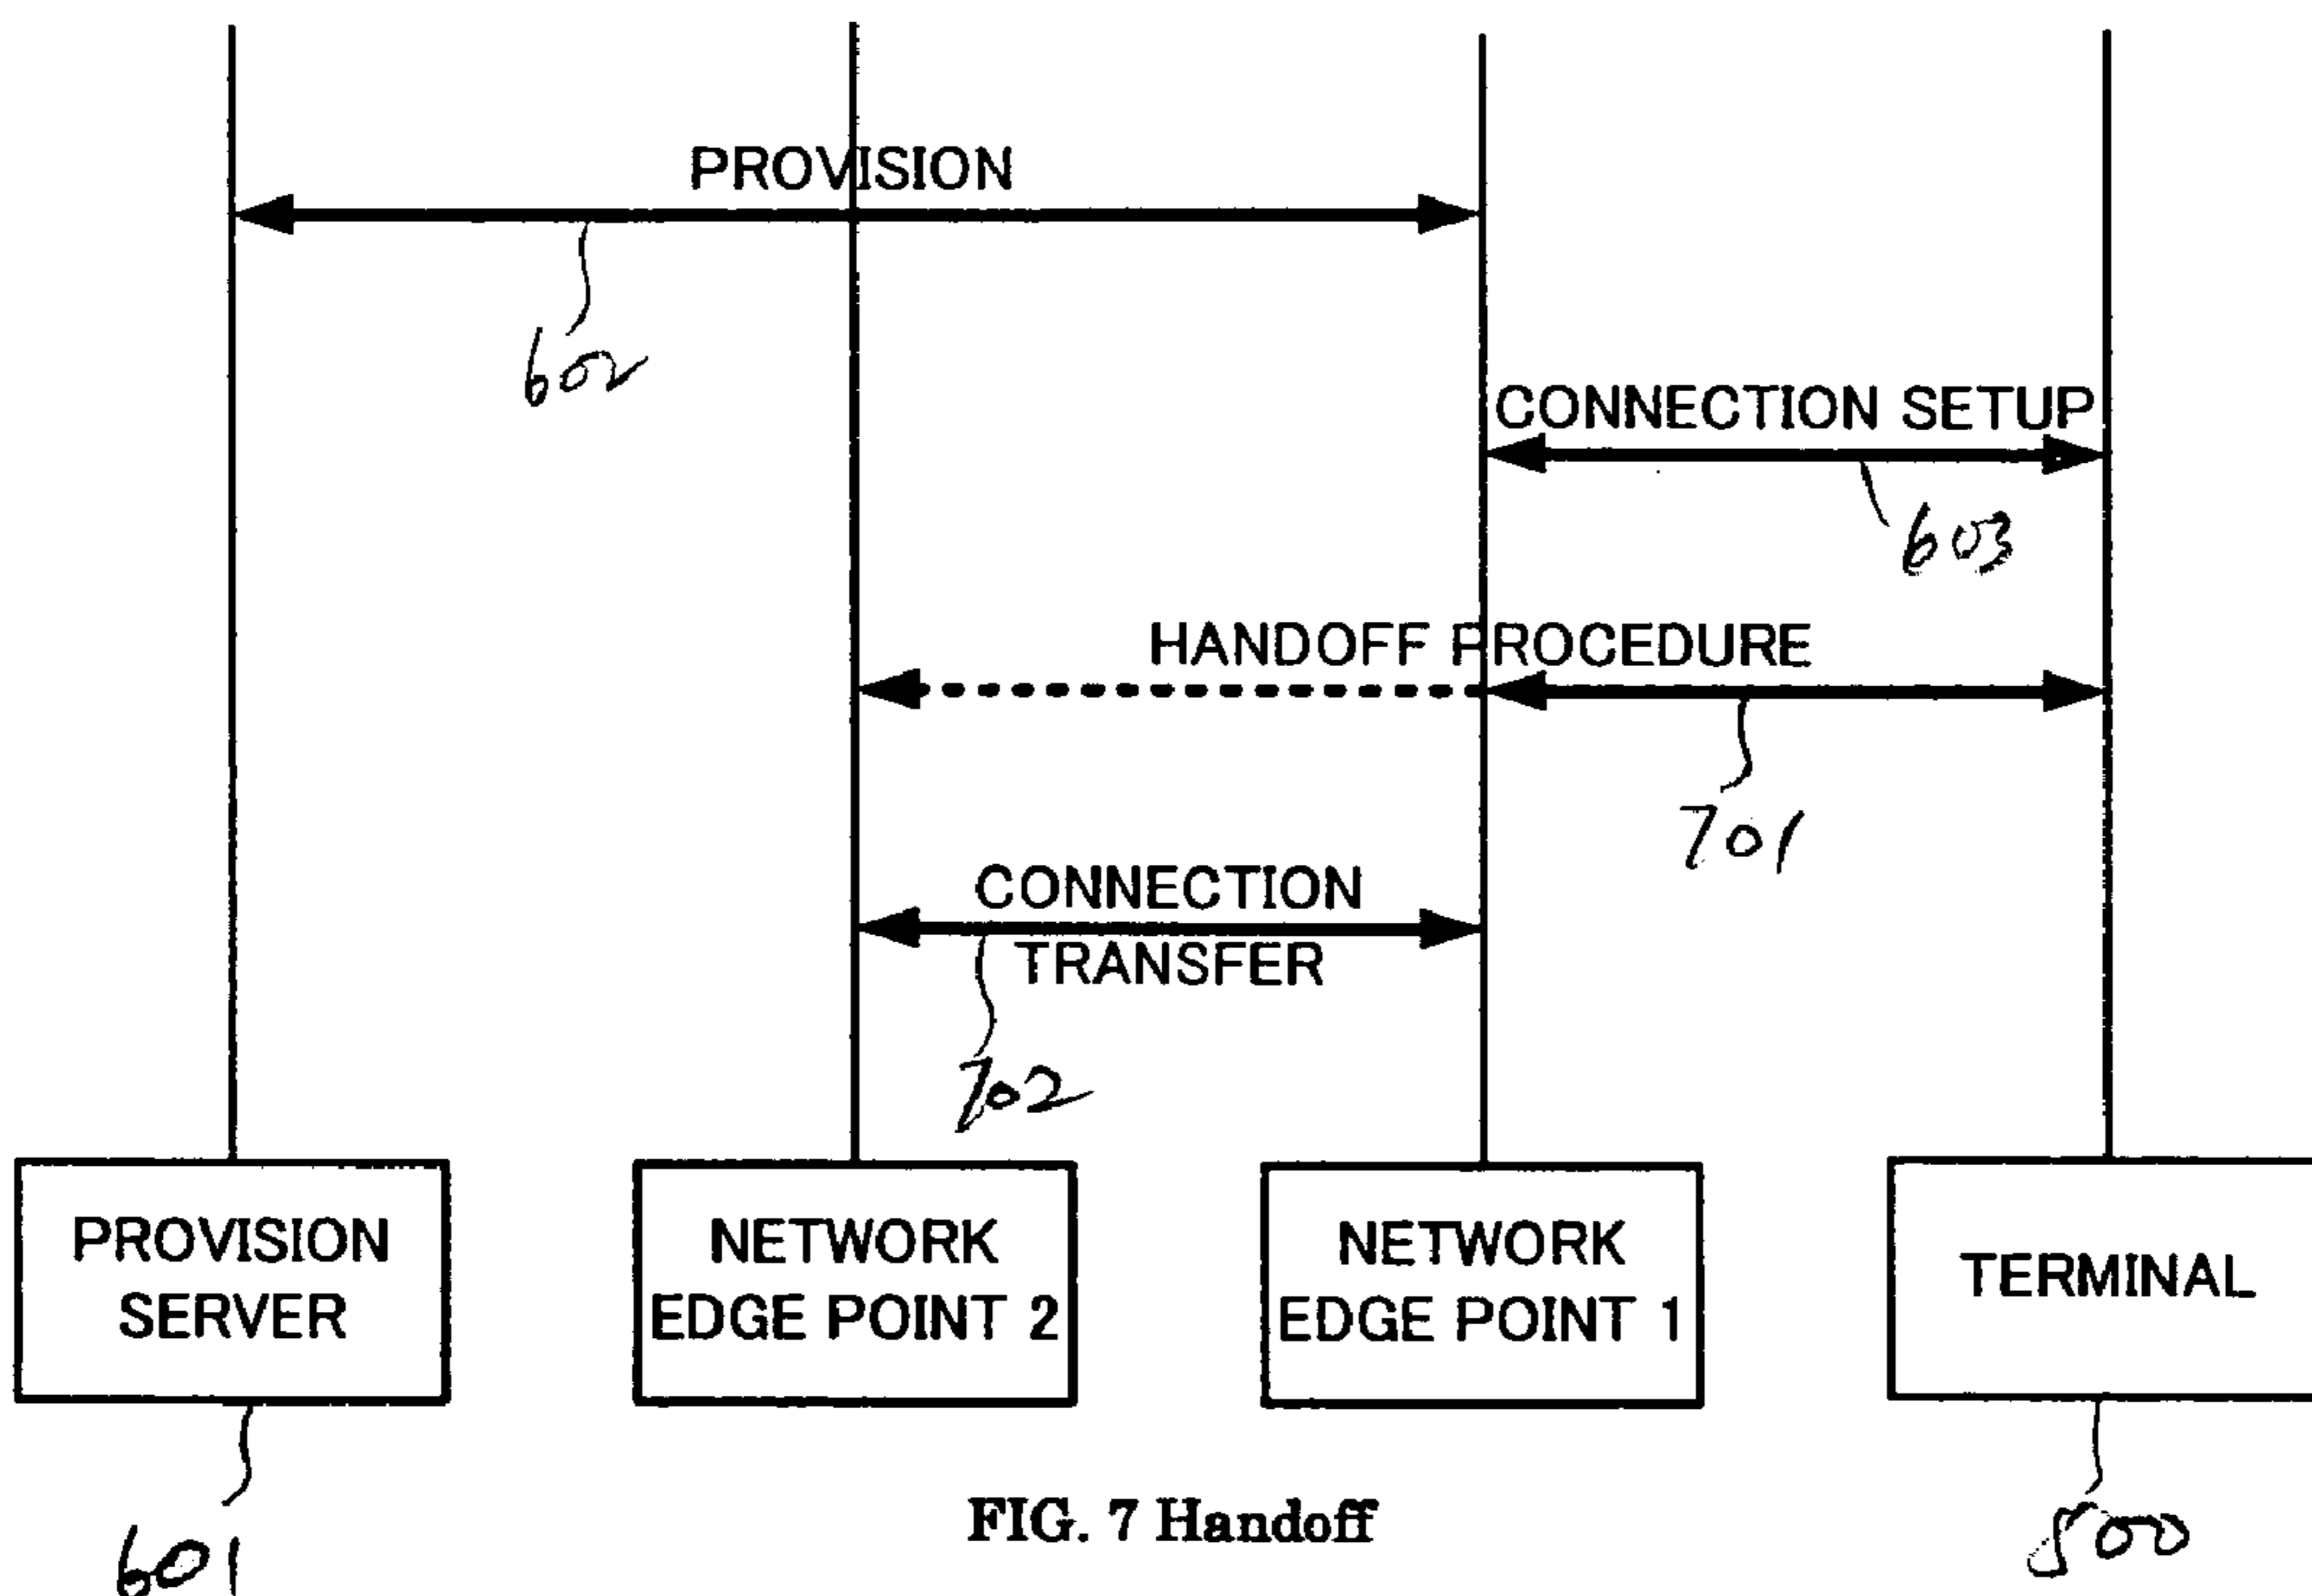 PROVISION
602
CONNECTION SETUP
603
HANDOFF PROCEDURE
701
CONNECTION
TRANSFER
702
PROVISION
SERVER
NETWORK
EDGE POINT 2
NETWORK
EDGE POINT 1
TERMINAL
601
FIG. 7 Handoff